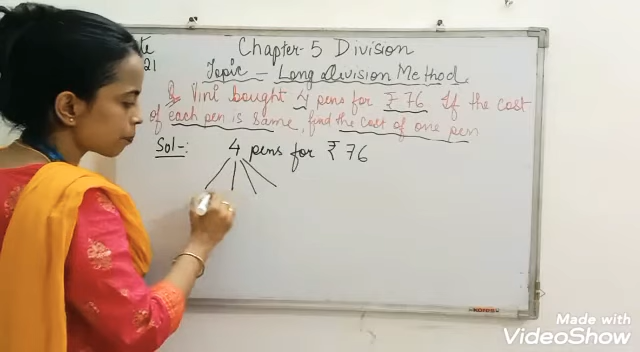 te
21
Chapter-5 Division
Topic - Long Division Method
Q. Vini bought 4 pens for ₹ 76 If the cost
of each pen is same, find the cost of one pen
Sol-:
4 pens for ₹ 76
KORES
Made with
VideoShow